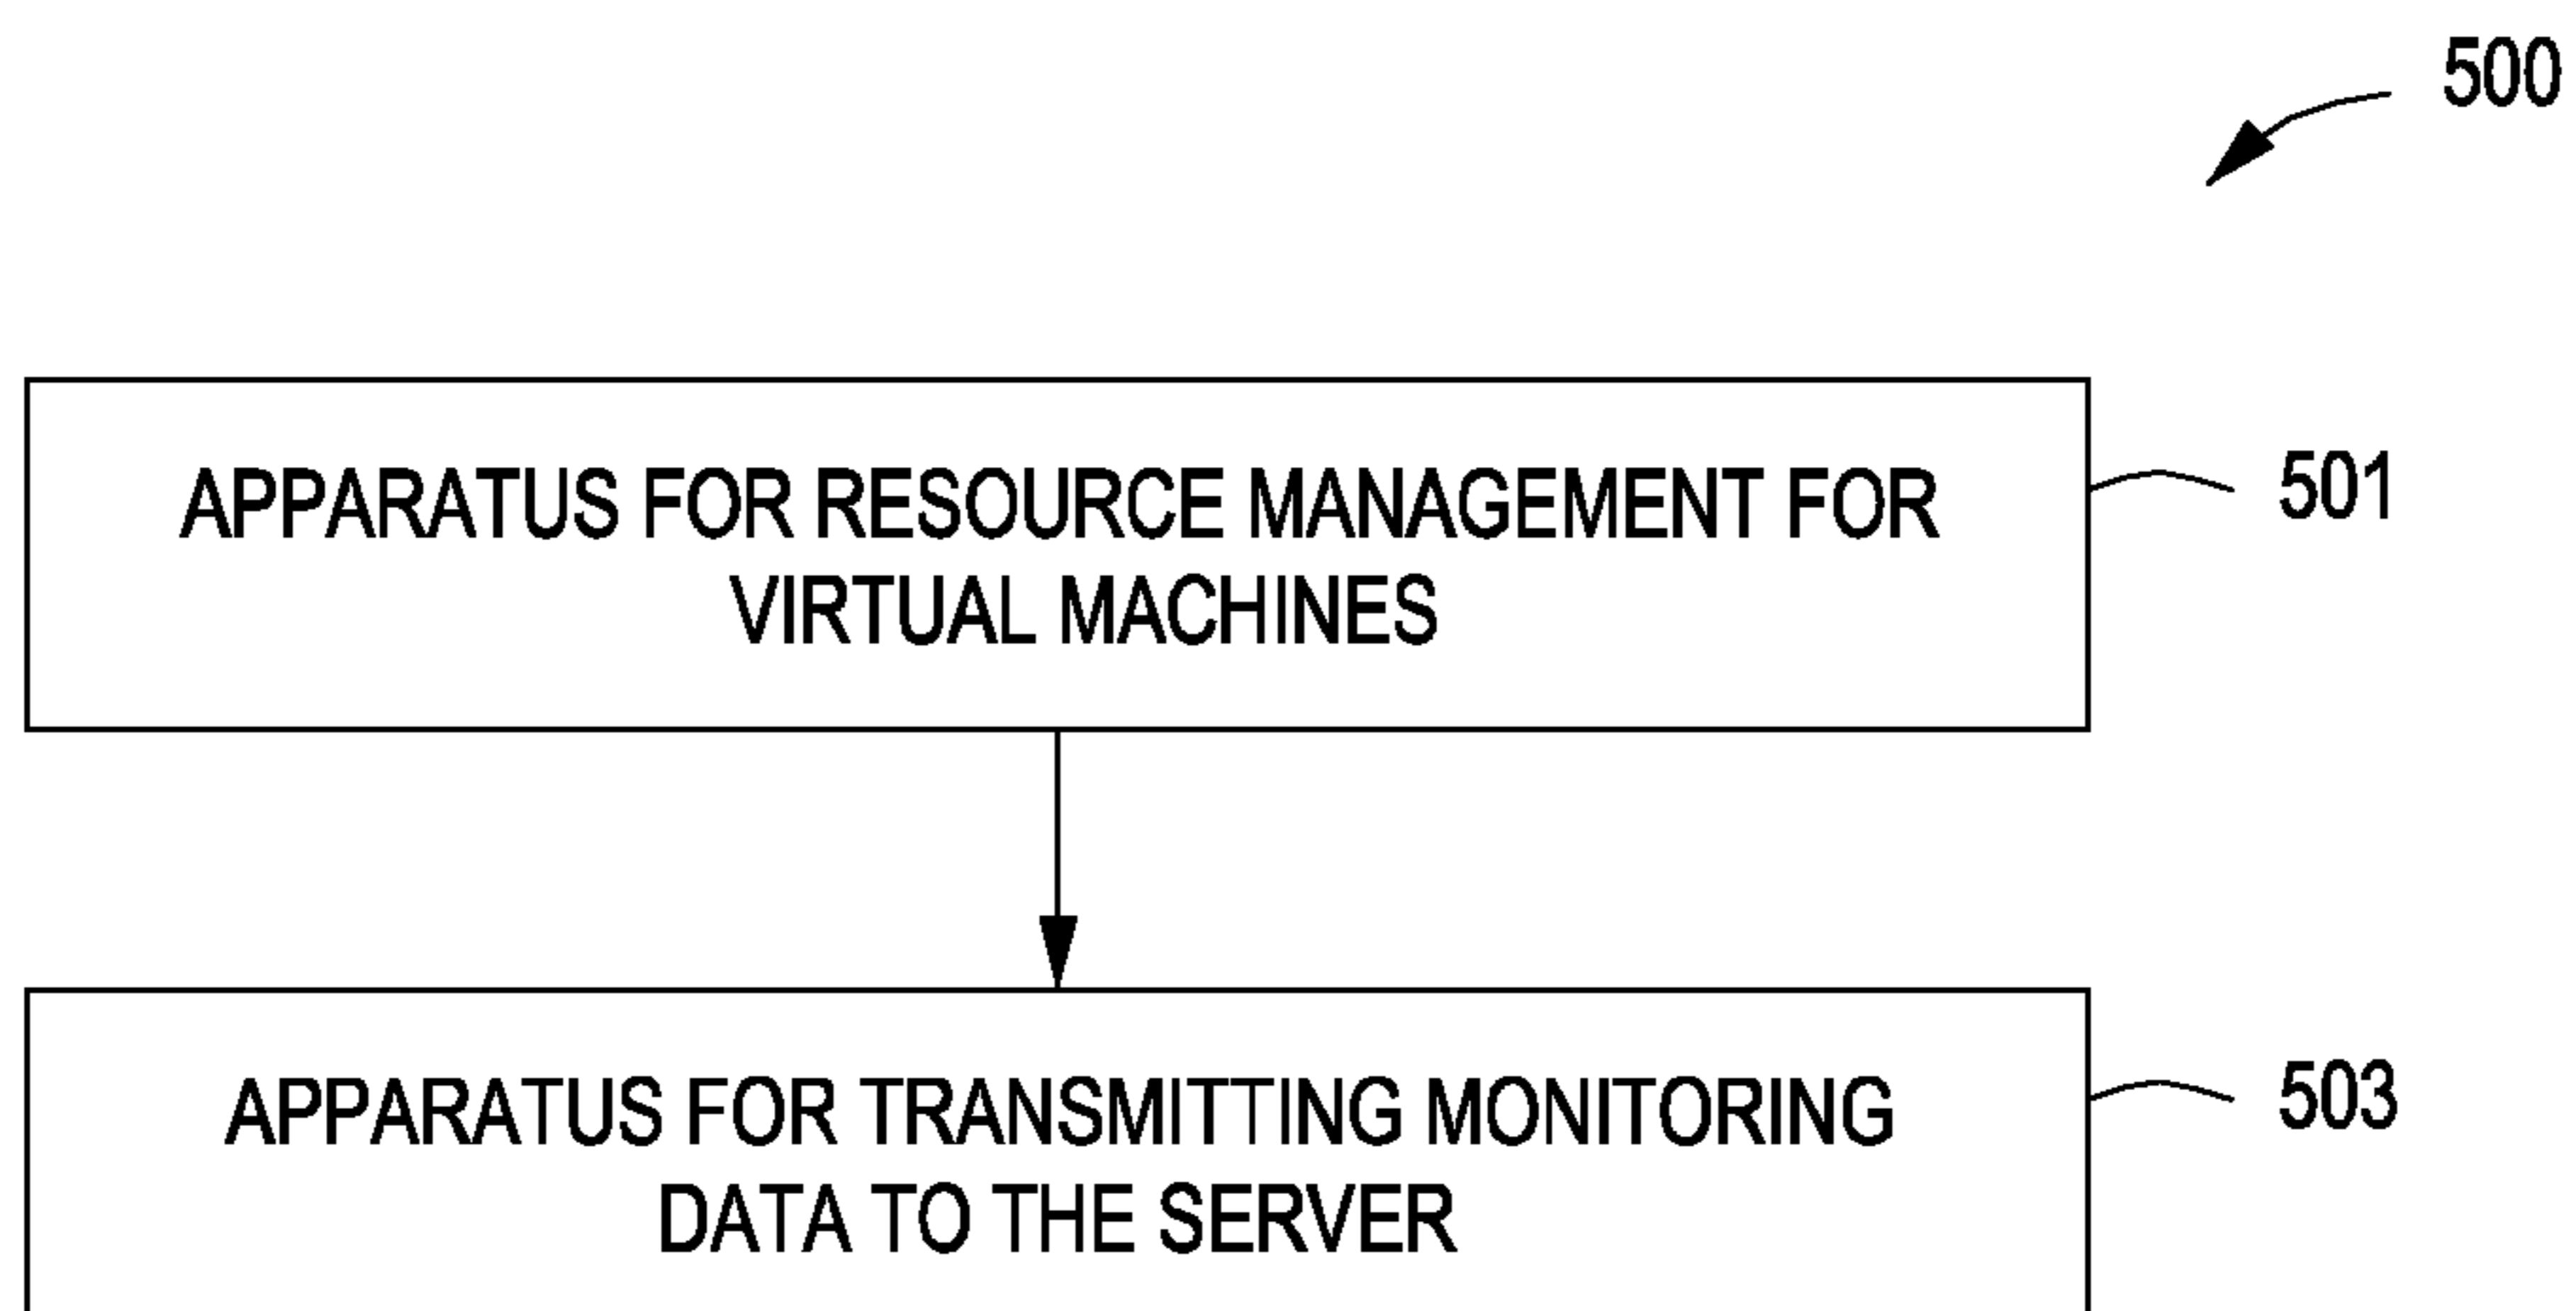 500
APPARATUS FOR RESOURCE MANAGEMENT FOR
VIRTUAL MACHINES
501
APPARATUS FOR TRANSMITTING MONITORING
DATA TO THE SERVER
503